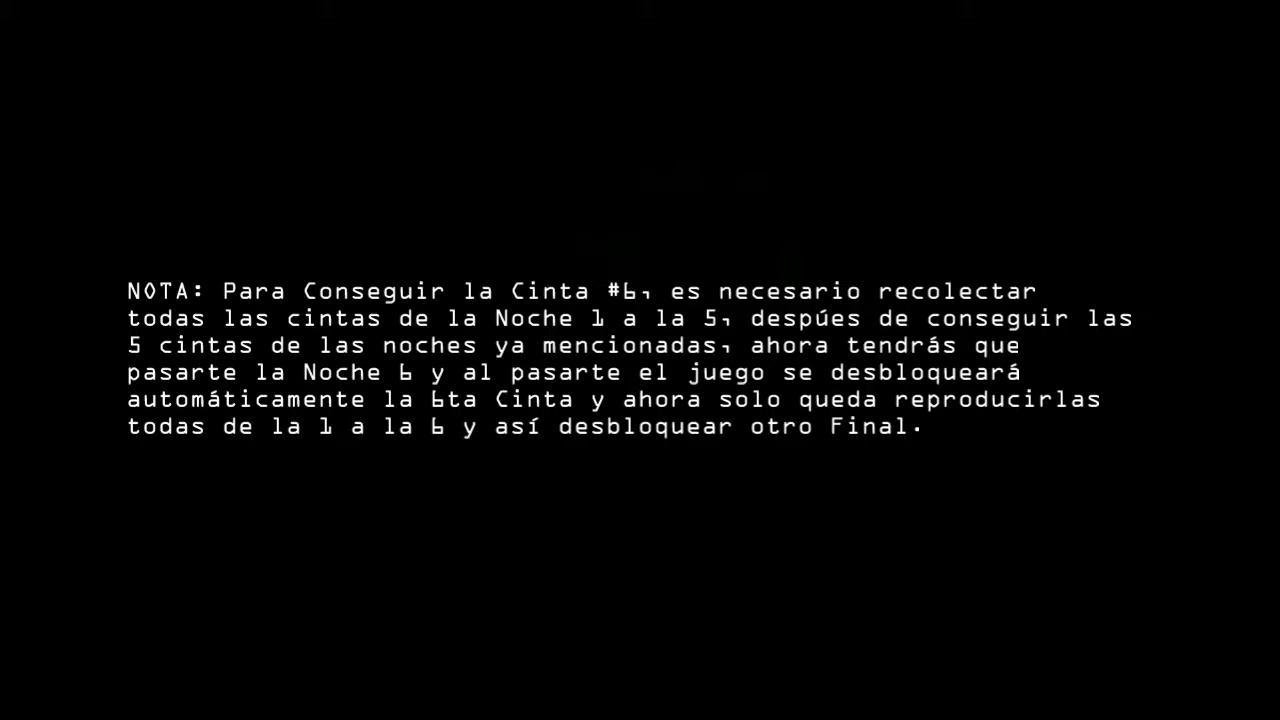 NOTA: Para Conseguir la Cinta #6, es necesario recolectar
todas las cintas de la Noche 1 a la 5, despúes de conseguir las
5 cintas de las noches ya mencionadas, ahora tendrás que
pasarte la Noche 6 y al pasarte el juego se desbloqueará
automáticamente la 6ta Cinta y ahora solo queda reproducirlas
todas de la 1 a la 6 y así desbloquear otro Final.